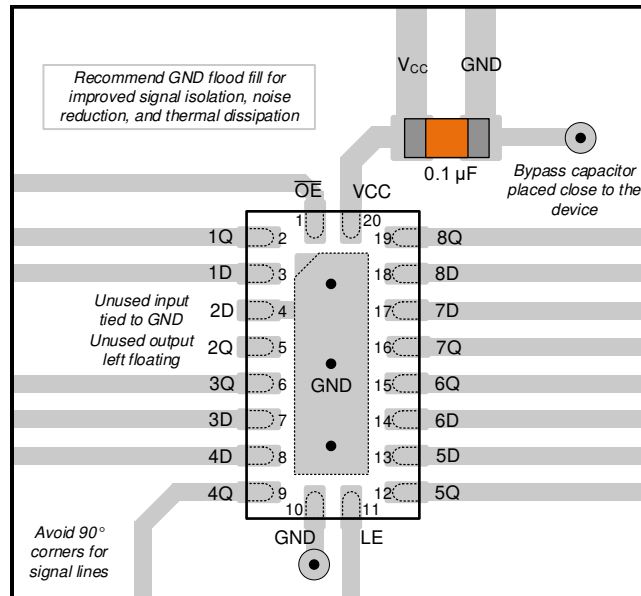 V_CC GND
Recommend GND flood fill for
improved signal isolation, noise
reduction, and thermal dissipation
0.1 µF
Bypass capacitor
placed close to the
device
O̅E̅ VCC
1 20
1Q 2 19 8Q
1D 3 18 8D
Unused input
tied to GND
2D 4 17 7D
Unused output
left floating
2Q 5 16 7Q
3Q 6 GND 15 6Q
3D 7 14 6D
4D 8 13 5D
4Q 9 12 5Q
10 11
GND LE
Avoid 90°
corners for
signal lines